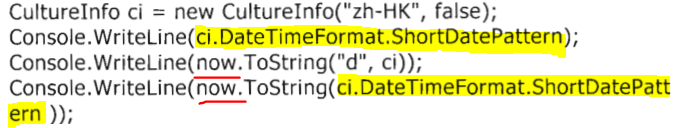 CultureInfo ci = new CultureInfo("zh-HK", false);
Console.WriteLine(ci.DateTimeFormat.ShortDatePattern);
Console.WriteLine(now.ToString("d", ci));
Console.WriteLine(now.ToString(ci.DateTimeFormat.ShortDatePatt
ern ));